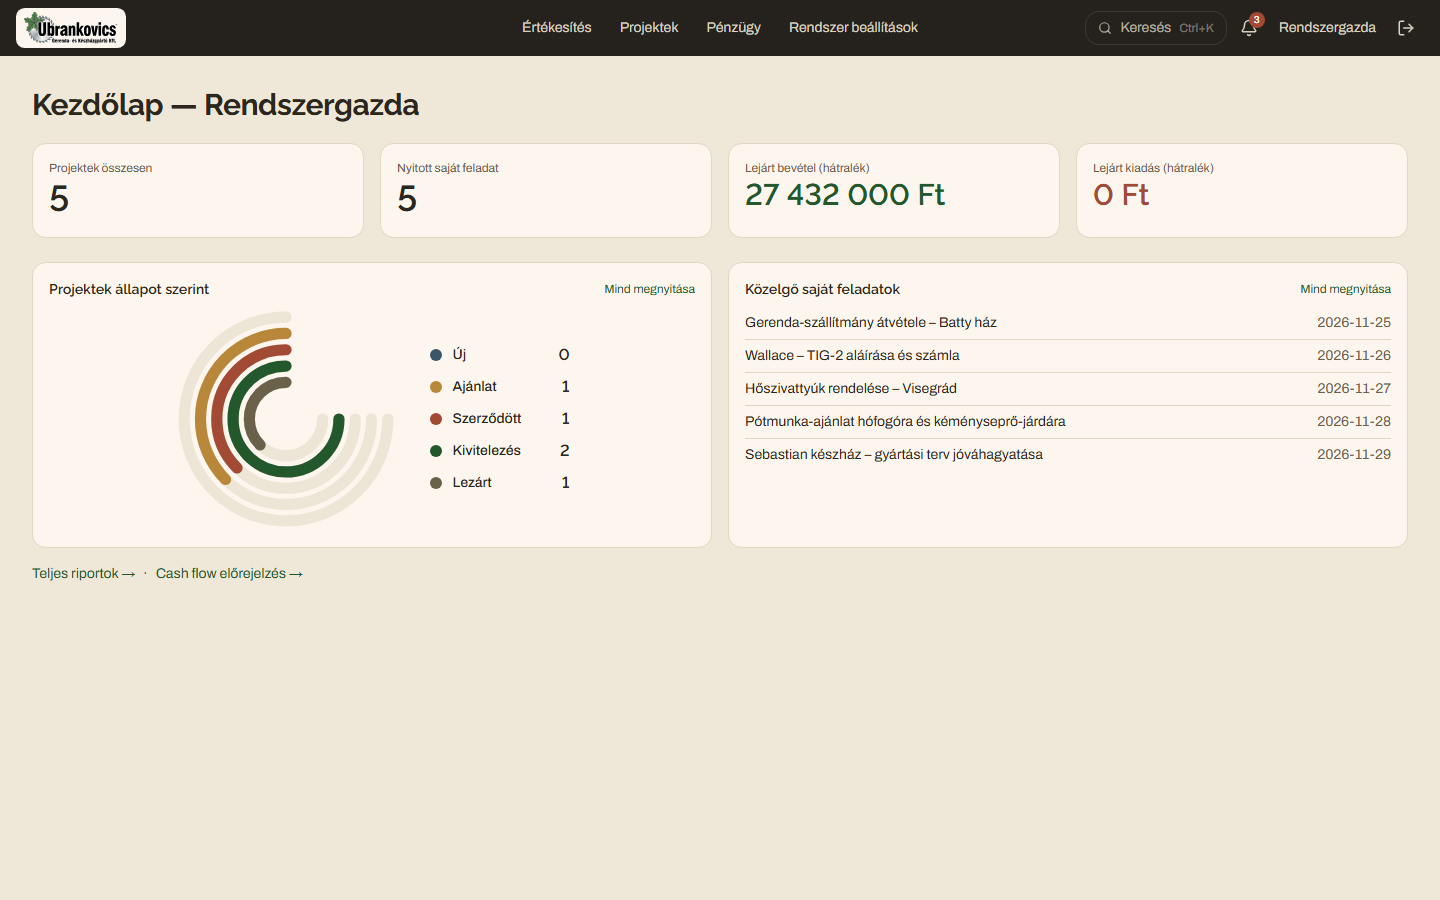 Ubrankovics
Gerenda- és Készházgyártó Kft.
Értékesítés Projektek Pénzügy Rendszer beállítások Keresés Ctrl+K 3 Rendszergazda
Kezdőlap — Rendszergazda
Projektek összesen
5
Nyitott saját feladat
5
Lejárt bevétel (hátralék)
27 432 000 Ft
Lejárt kiadás (hátralék)
0 Ft
Projektek állapot szerint Mind megnyitása
Új 0
Ajánlat 1
Szerződött 1
Kivitelezés 2
Lezárt 1
Közelgő saját feladatok Mind megnyitása
Gerenda-szállítmány átvétele – Batty ház 2026-11-25
Wallace – TIG-2 aláírása és számla 2026-11-26
Hőszivattyúk rendelése – Visegrád 2026-11-27
Pótmunka-ajánlat hófogóra és kéményseprő-járdára 2026-11-28
Sebastian készház – gyártási terv jóváhagyatása 2026-11-29
Teljes riportok → · Cash flow előrejelzés →